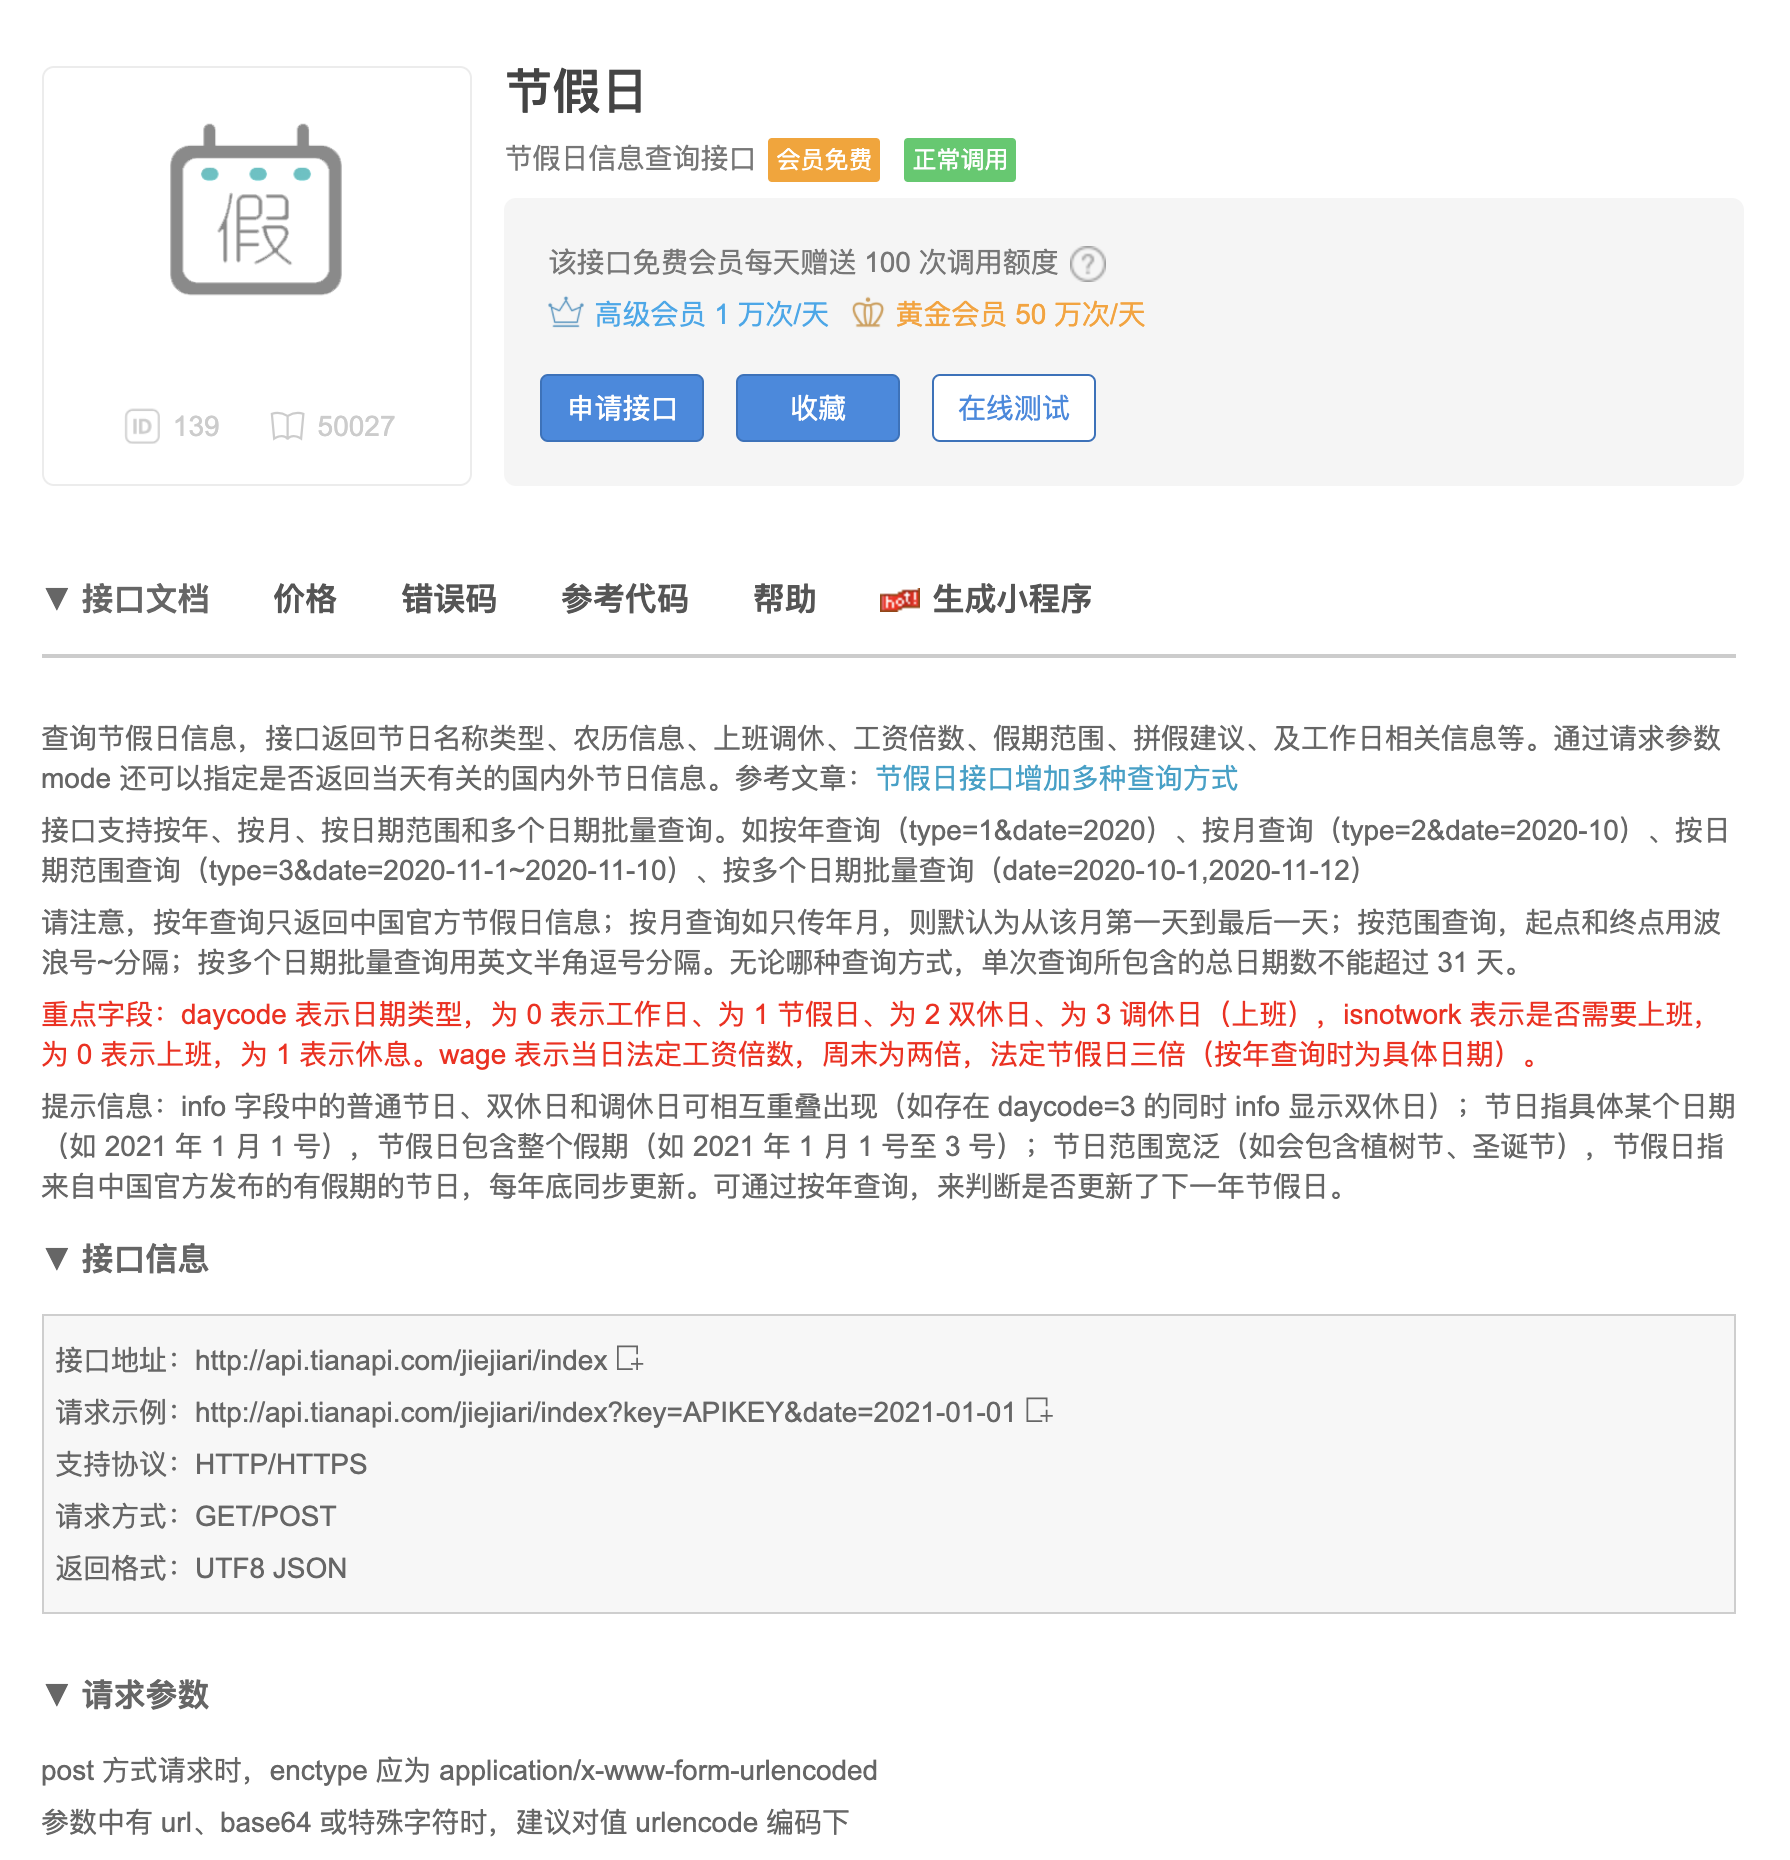 节假日
节假日信息查询接口 会员免费 正常调用
假
该接口免费会员每天赠送 100 次调用额度 ?
高级会员 1 万次/天 黄金会员 50 万次/天
申请接口 收藏 在线测试
ID 139 50027
▼ 接口文档 价格 错误码 参考代码 帮助 hot! 生成小程序
查询节假日信息，接口返回节日名称类型、农历信息、上班调休、工资倍数、假期范围、拼假建议、及工作日相关信息等。通过请求参数
mode 还可以指定是否返回当天有关的国内外节日信息。参考文章：节假日接口增加多种查询方式
接口支持按年、按月、按日期范围和多个日期批量查询。如按年查询（type=1&date=2020）、按月查询（type=2&date=2020-10）、按日
期范围查询（type=3&date=2020-11-1~2020-11-10）、按多个日期批量查询（date=2020-10-1,2020-11-12）
请注意，按年查询只返回中国官方节假日信息；按月查询如只传年月，则默认为从该月第一天到最后一天；按范围查询，起点和终点用波
浪号~分隔；按多个日期批量查询用英文半角逗号分隔。无论哪种查询方式，单次查询所包含的总日期数不能超过 31 天。
重点字段：daycode 表示日期类型，为 0 表示工作日、为 1 节假日、为 2 双休日、为 3 调休日（上班），isnotwork 表示是否需要上班，
为 0 表示上班，为 1 表示休息。wage 表示当日法定工资倍数，周末为两倍，法定节假日三倍（按年查询时为具体日期）。
提示信息：info 字段中的普通节日、双休日和调休日可相互重叠出现（如存在 daycode=3 的同时 info 显示双休日）；节日指具体某个日期
（如 2021 年 1 月 1 号），节假日包含整个假期（如 2021 年 1 月 1 号至 3 号）；节日范围宽泛（如会包含植树节、圣诞节），节假日指
来自中国官方发布的有假期的节日，每年底同步更新。可通过按年查询，来判断是否更新了下一年节假日。
▼ 接口信息
接口地址：http://api.tianapi.com/jiejiari/index
请求示例：http://api.tianapi.com/jiejiari/index?key=APIKEY&date=2021-01-01
支持协议：HTTP/HTTPS
请求方式：GET/POST
返回格式：UTF8 JSON
▼ 请求参数
post 方式请求时，enctype 应为 application/x-www-form-urlencoded
参数中有 url、base64 或特殊字符时，建议对值 urlencode 编码下